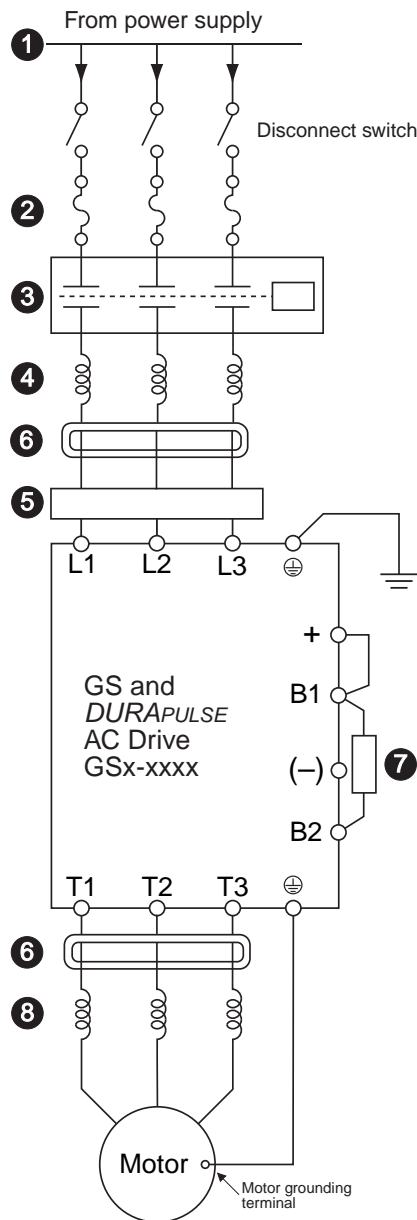 From power supply
1
Disconnect switch
2
3
4
6
5
L1 L2 L3
+
B1
GS and
DURAPULSE
AC Drive
GSx-xxxx
(–)
7
B2
T1 T2 T3
6
8
Motor
Motor grounding
terminal